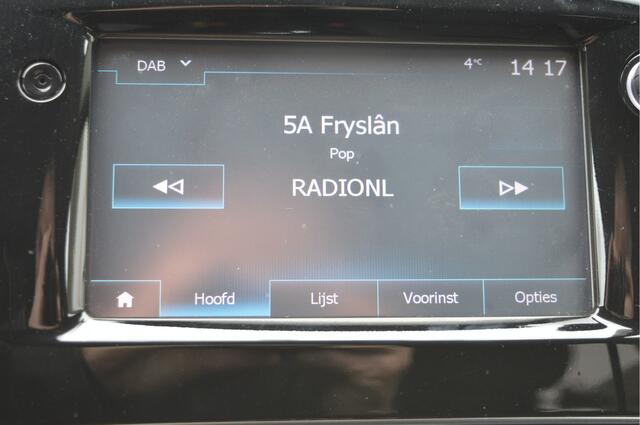 DAB
4°C 14 17
5A Fryslân
Pop
RADIONL
Hoofd Lijst Voorinst Opties